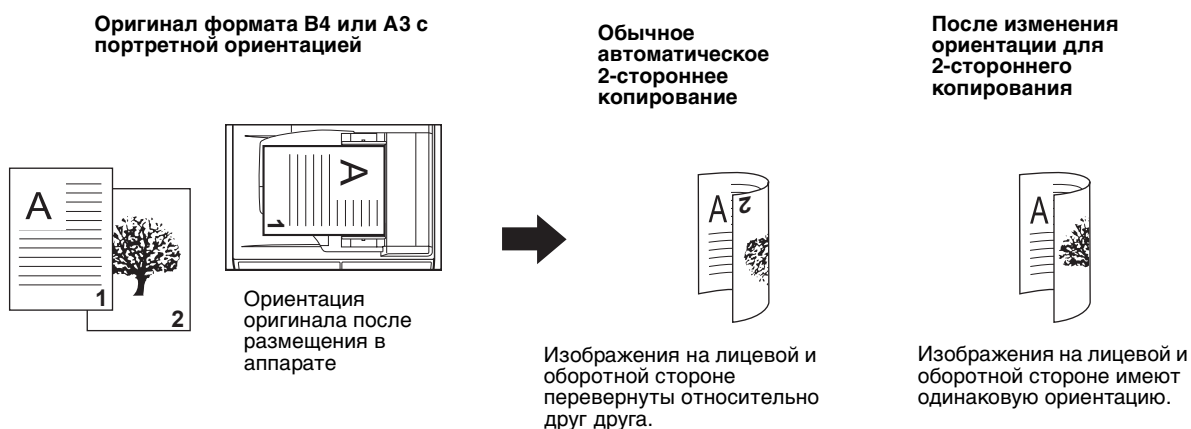 Оригинал формата B4 или A3 с
портретной ориентацией
A
1
2
A
1
Ориентация
оригинала после
размещения в
аппарате
Обычное
автоматическое
2-стороннее
копирование
A
2
Изображения на лицевой и
оборотной стороне
перевернуты относительно
друг друга.
После изменения
ориентации для
2-стороннего
копирования
A
Изображения на лицевой и
оборотной стороне имеют
одинаковую ориентацию.